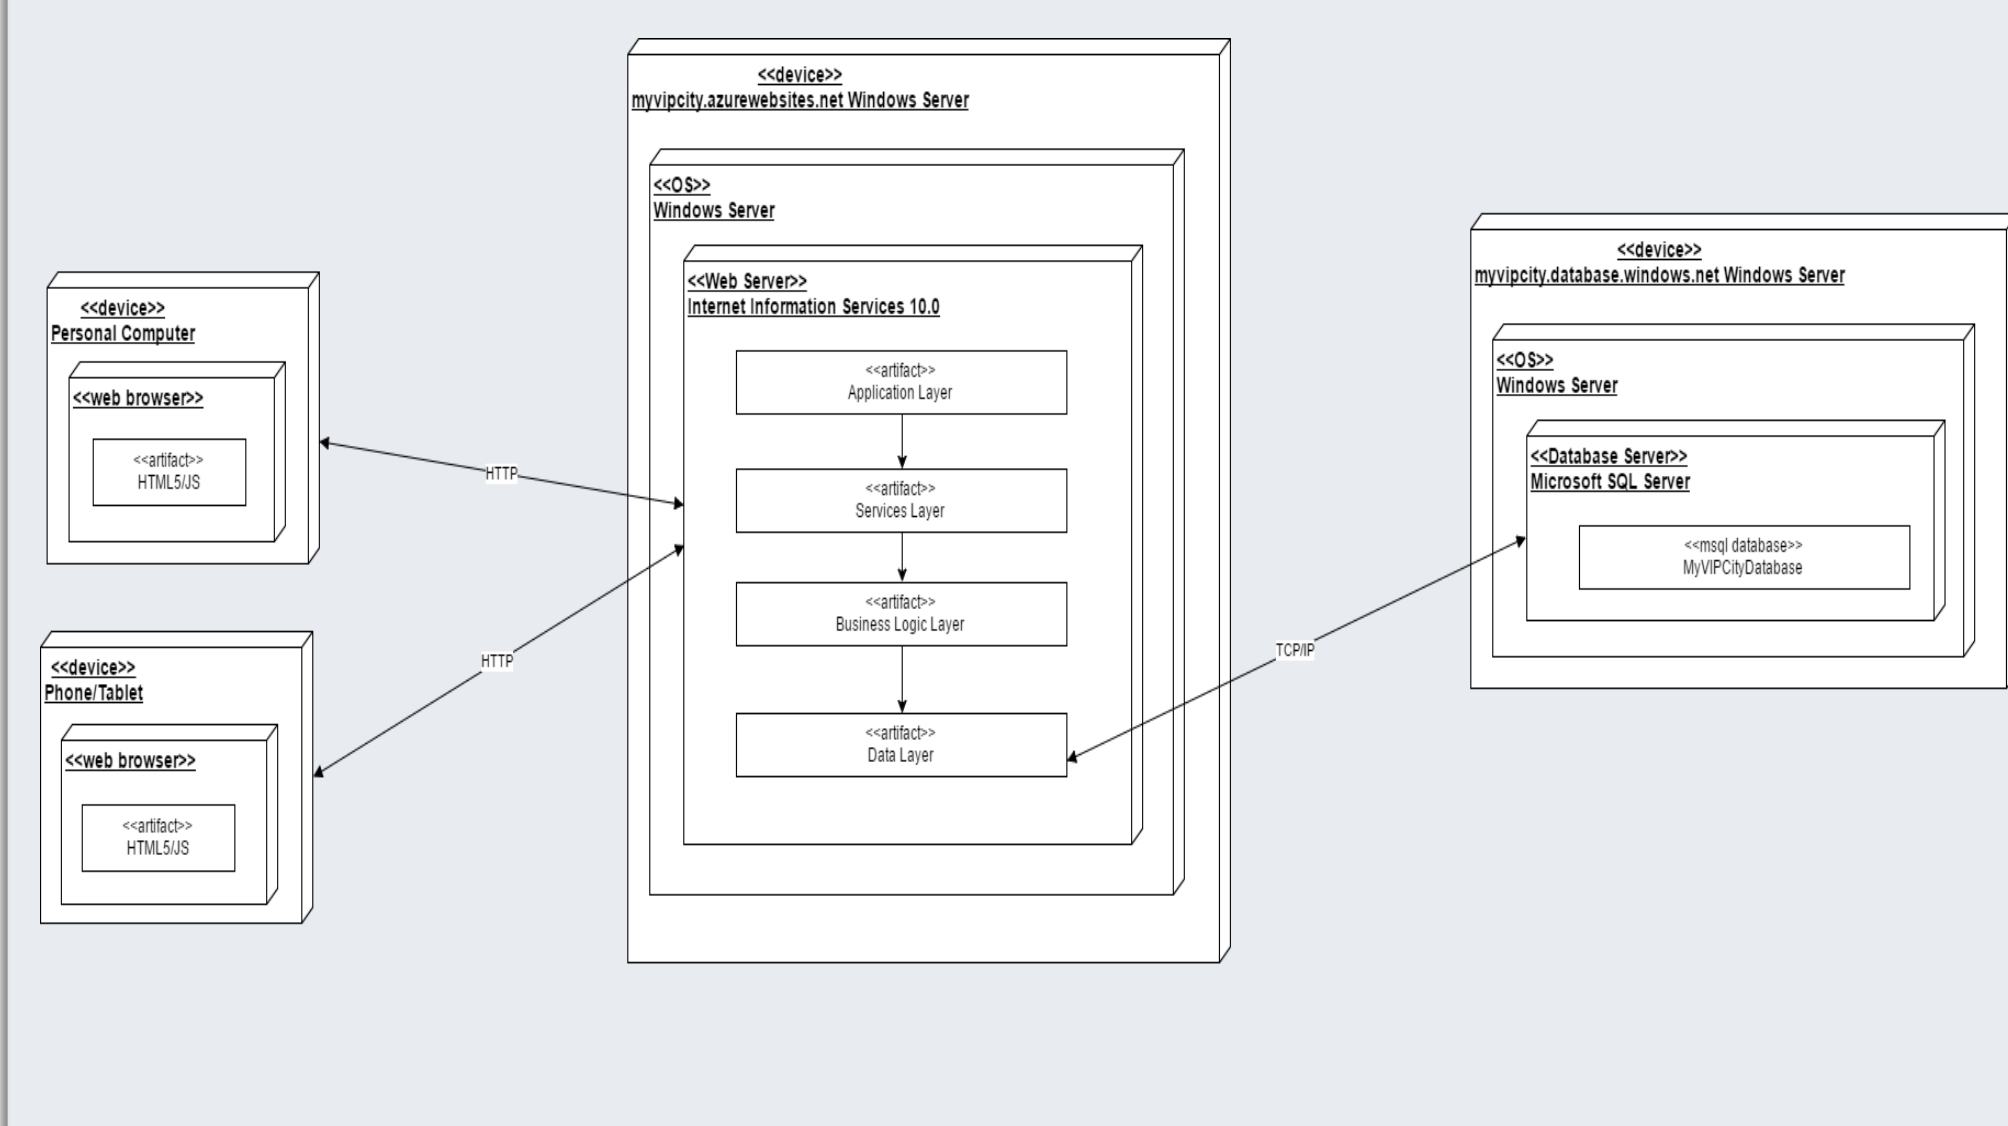 <<device>>
Personal Computer
<<web browser>>
<<artifact>>
HTML5/JS
<<device>>
Phone/Tablet
<<web browser>>
<<artifact>>
HTML5/JS
HTTP
HTTP
<<device>>
myvipcity.azurewebsites.net Windows Server
<<OS>>
Windows Server
<<Web Server>>
Internet Information Services 10.0
<<artifact>>
Application Layer
<<artifact>>
Services Layer
<<artifact>>
Business Logic Layer
<<artifact>>
Data Layer
TCP/IP
<<device>>
myvipcity.database.windows.net Windows Server
<<OS>>
Windows Server
<<Database Server>>
Microsoft SQL Server
<<msql database>>
MyVIPCityDatabase